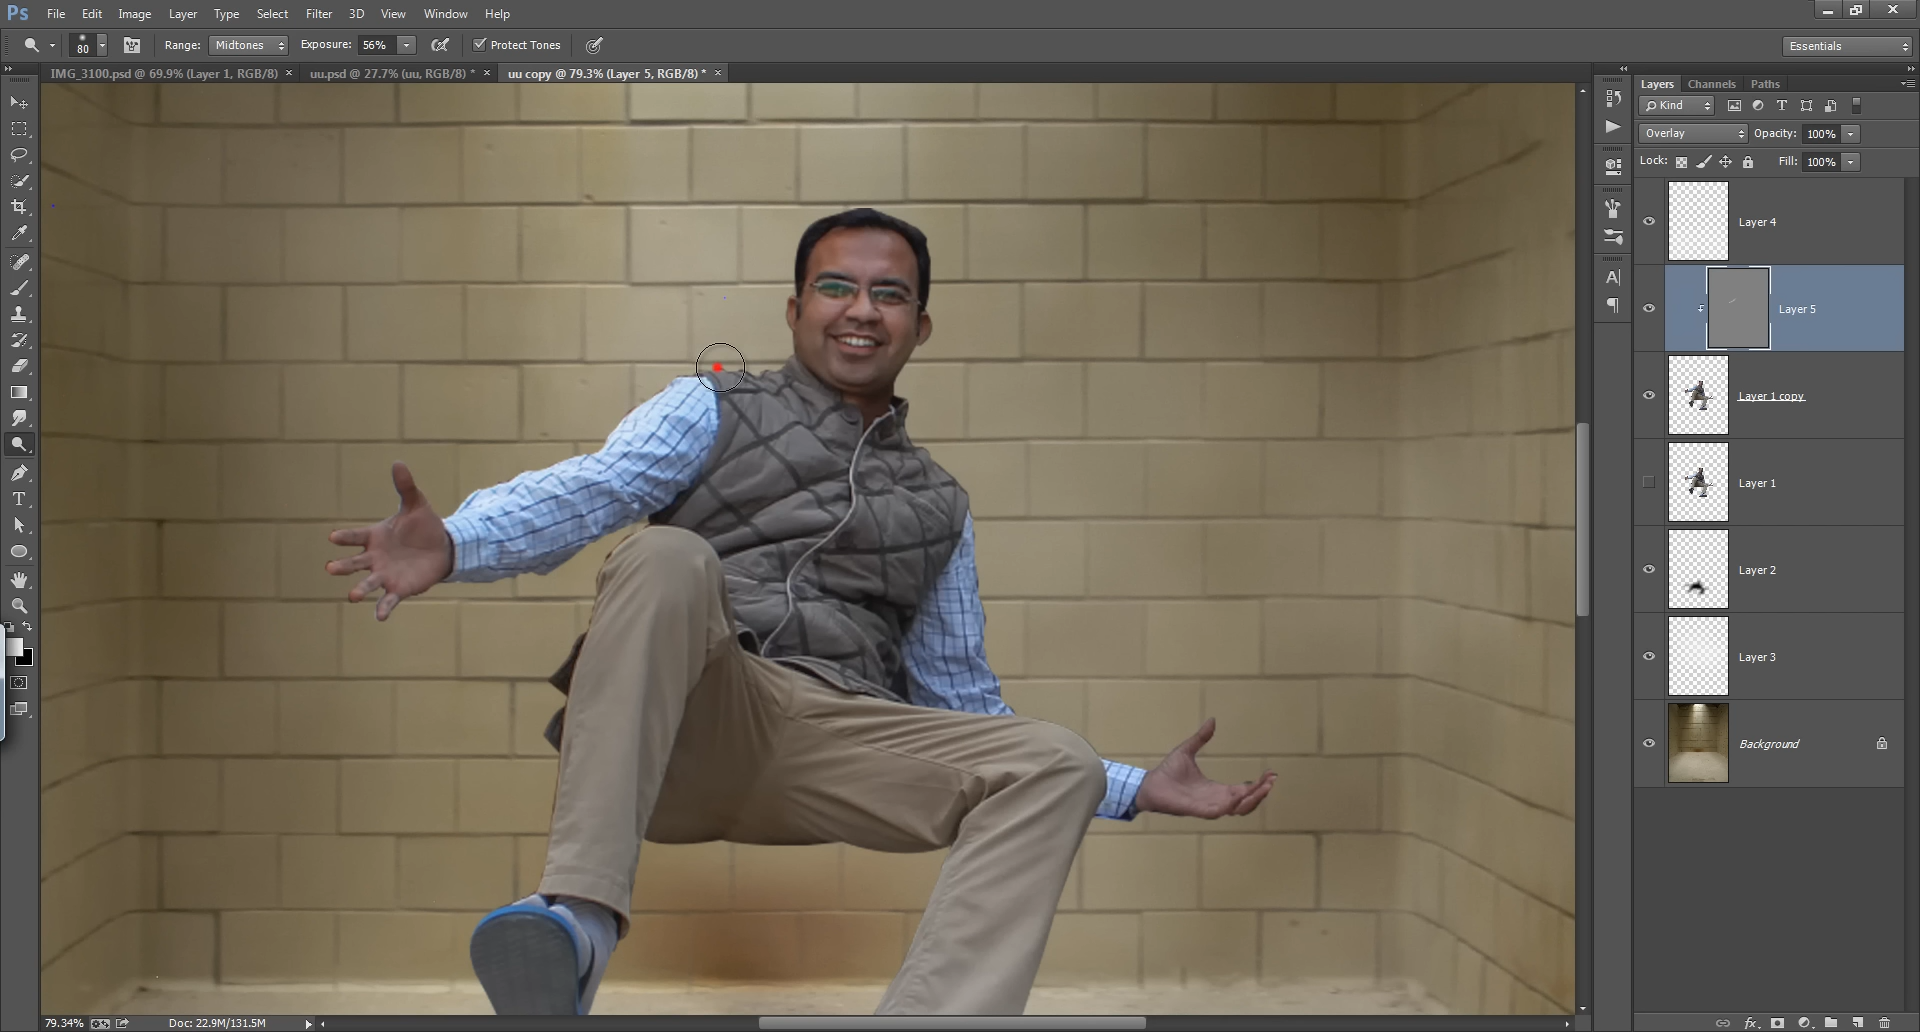 Ps File Edit Image Layer Type Select Filter 3D View Window Help
80 Range: Midtones Exposure: 56% Protect Tones Essentials
IMG_3100.psd @ 69.9% (Layer 1, RGB/8) × uu.psd @ 27.7% (uu, RGB/8) * × uu copy @ 79.3% (Layer 5, RGB/8) * ×
Layers Channels Paths
Kind
Overlay Opacity: 100%
Lock: Fill: 100%
Layer 4
Layer 5
Layer 1 copy
Layer 1
Layer 2
Layer 3
Background
79.34% Doc: 22.9M/131.5M